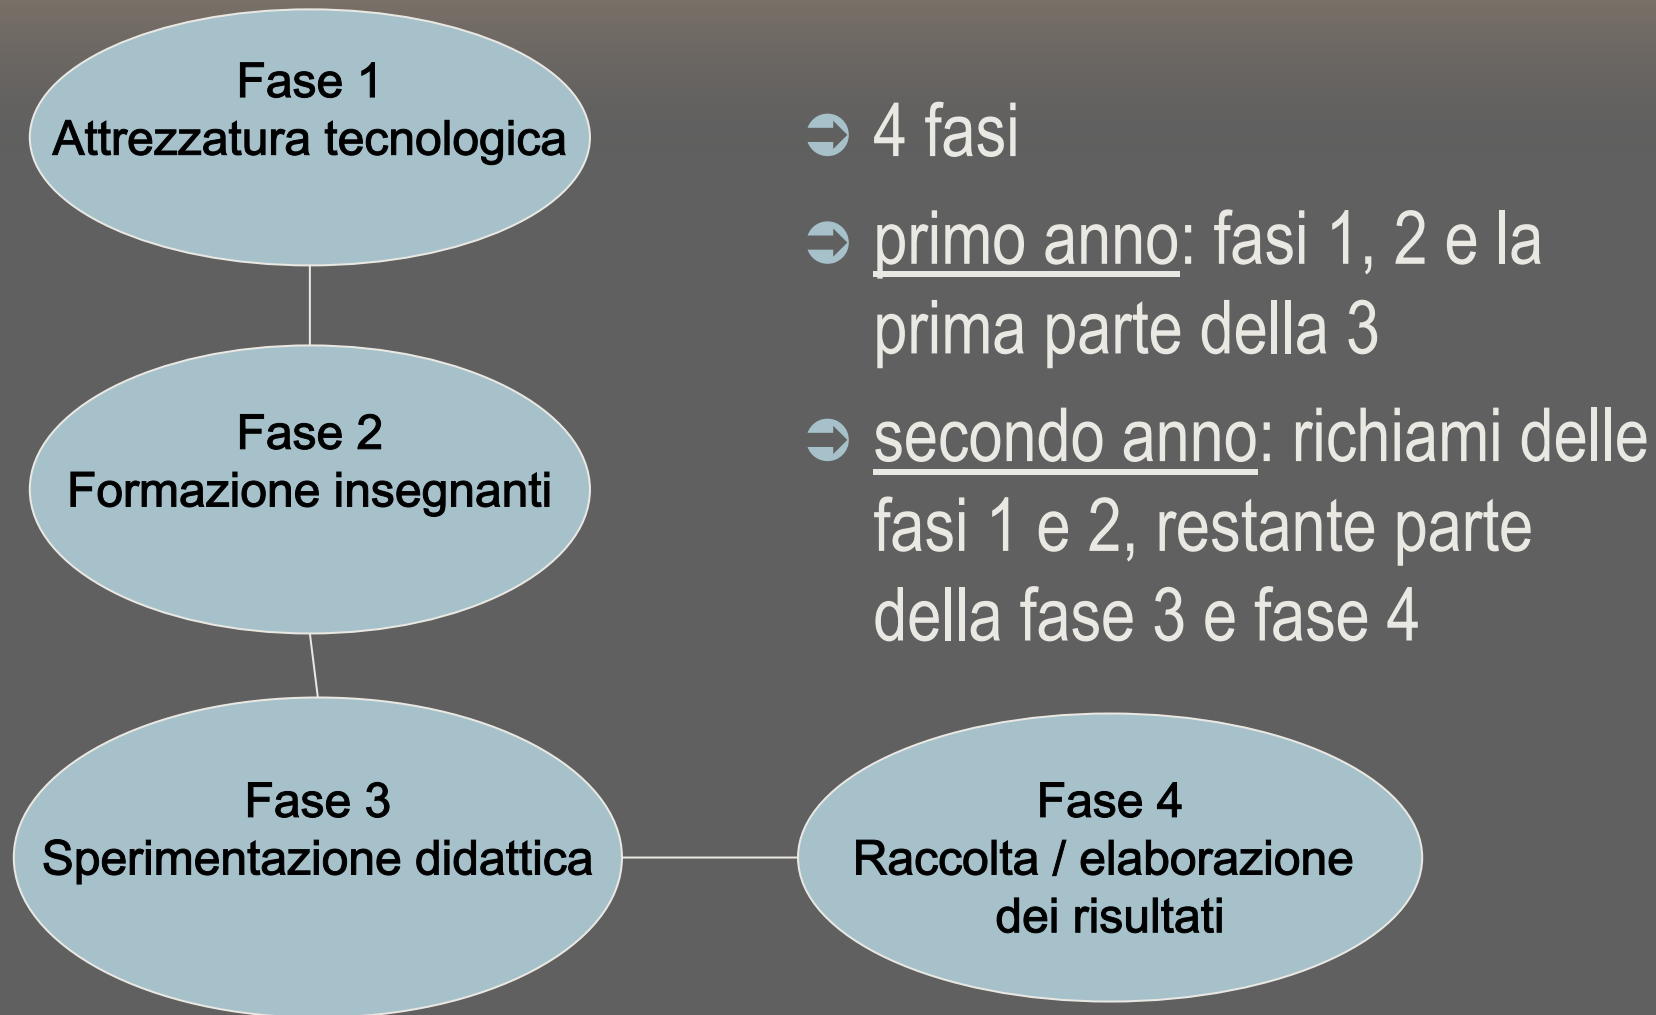 Fase 1
Attrezzatura tecnologica
Fase 2
Formazione insegnanti
Fase 3
Sperimentazione didattica
Fase 4
Raccolta / elaborazione
dei risultati
4 fasi
primo anno: fasi 1, 2 e la
prima parte della 3
secondo anno: richiami delle
fasi 1 e 2, restante parte
della fase 3 e fase 4